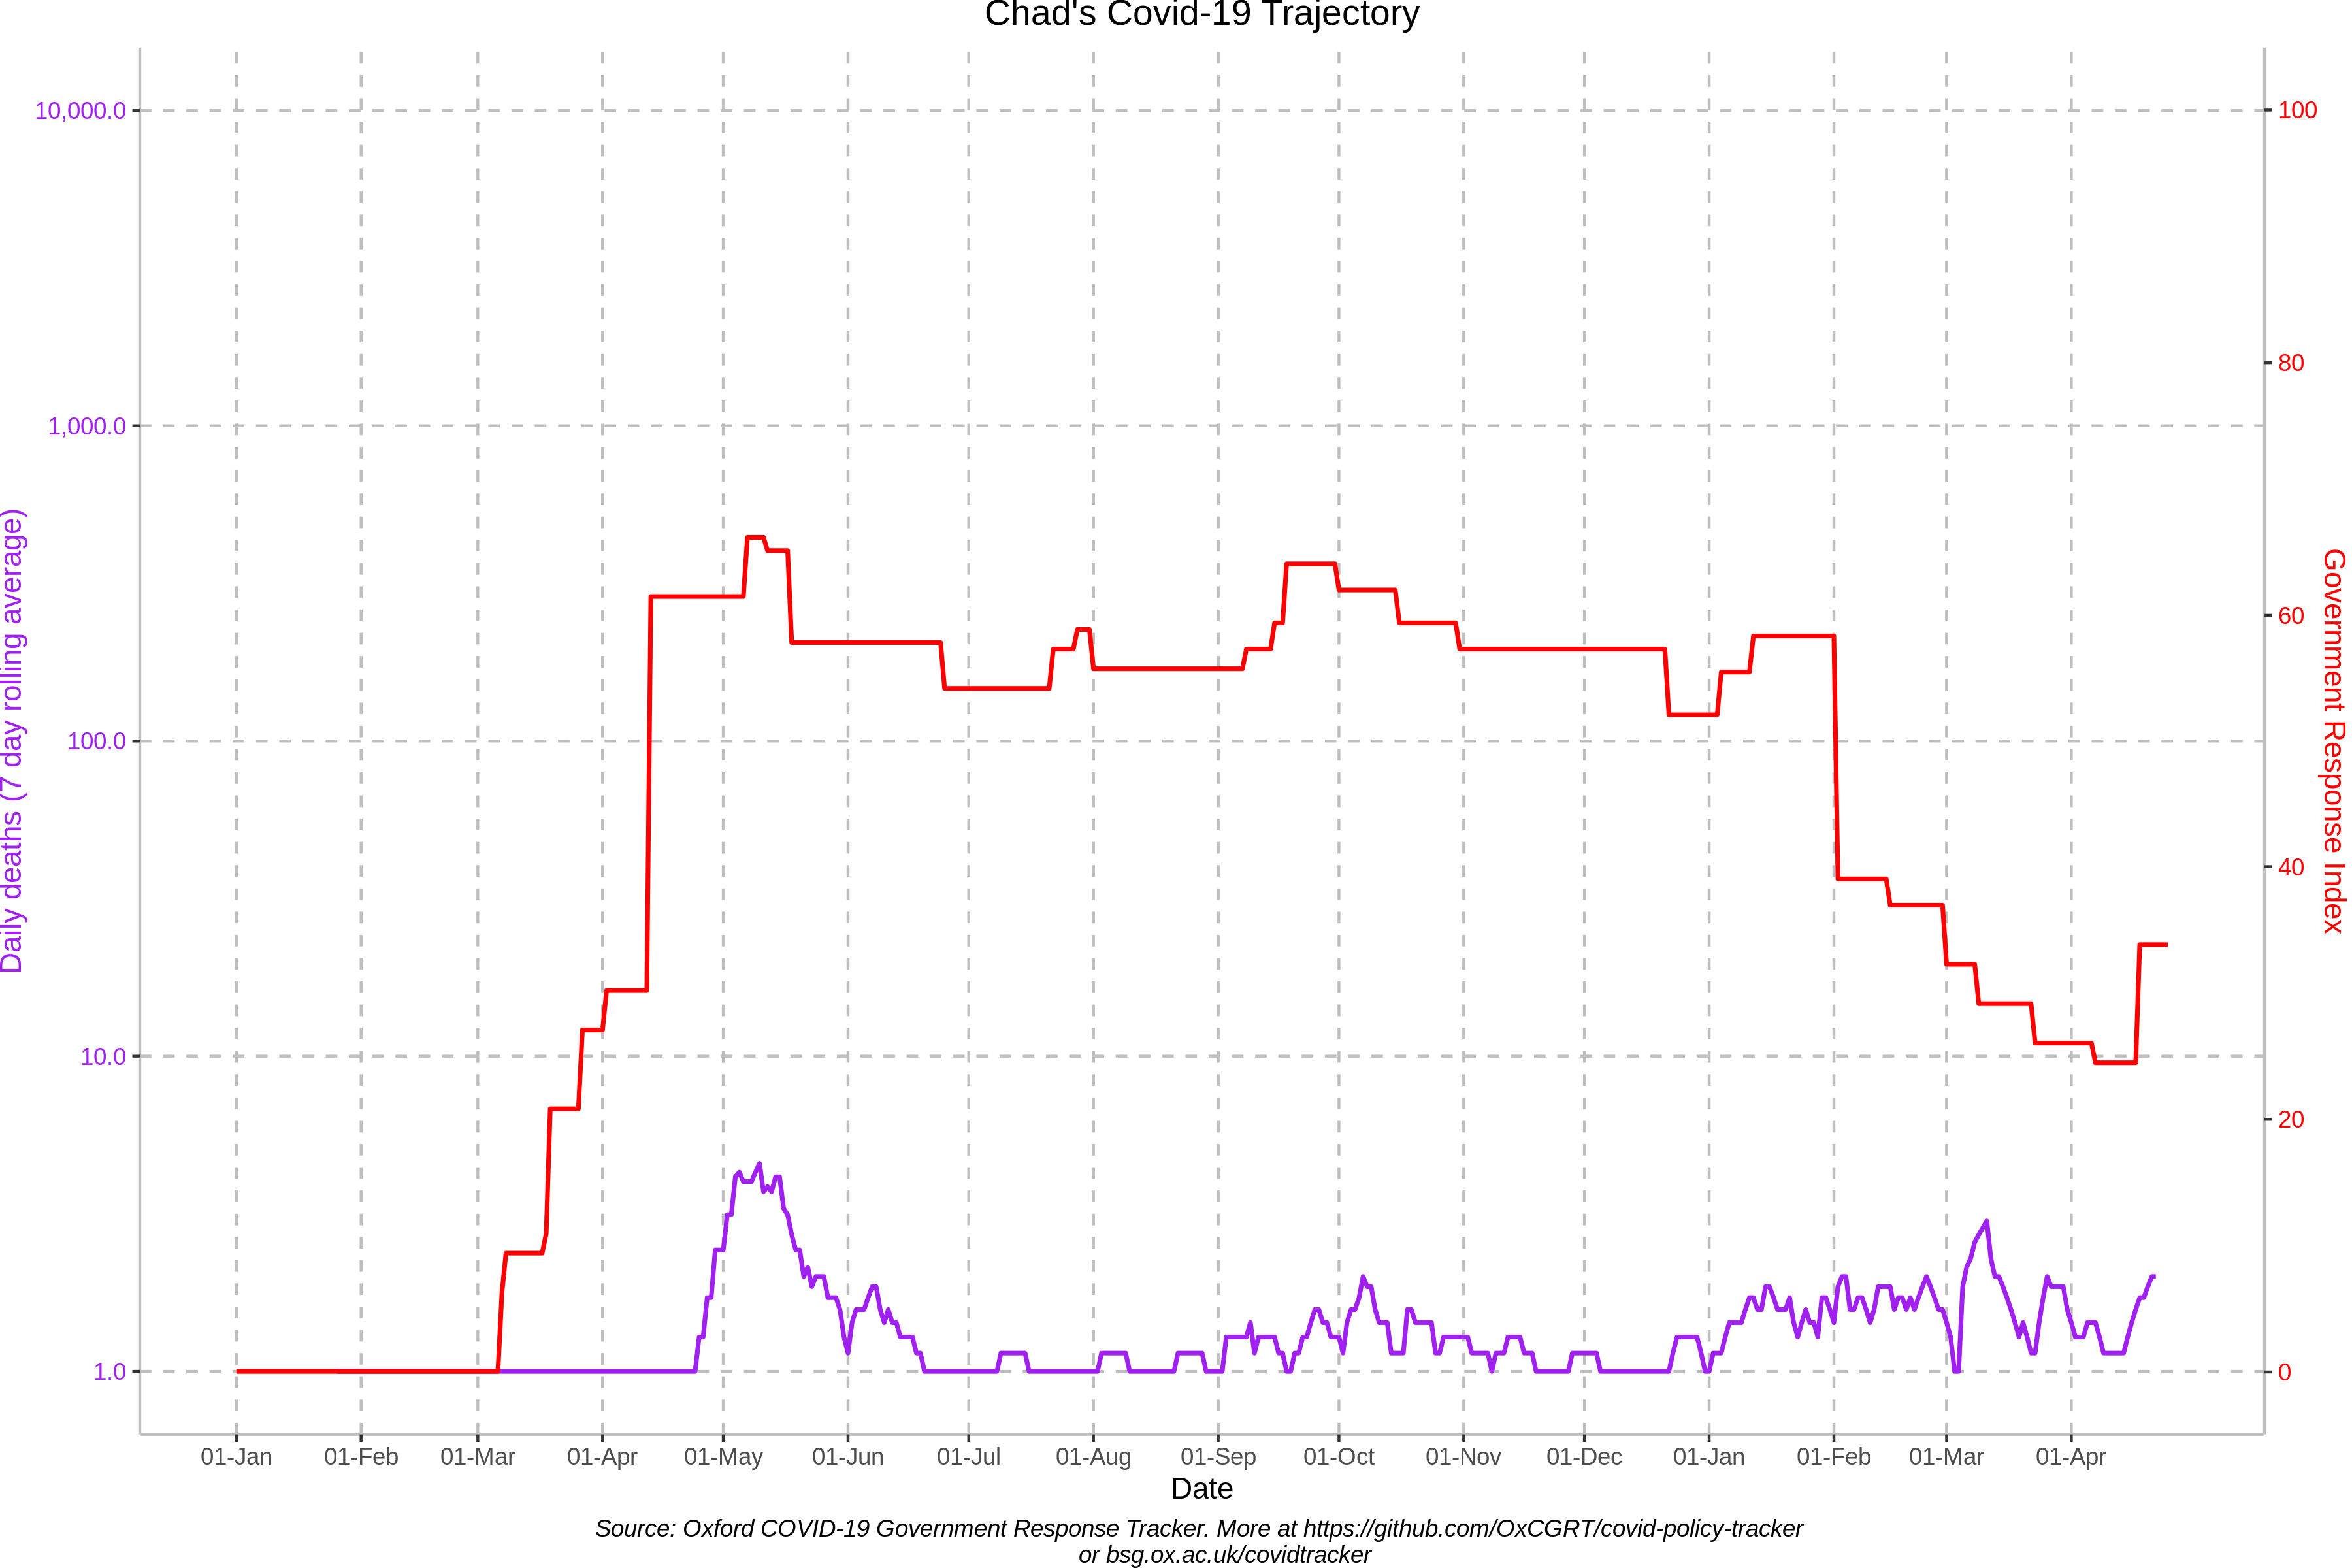 Chad's Covid-19 Trajectory
10,000.0
1,000.0
100.0
10.0
1.0
Daily deaths (7 day rolling average)
100
80
60
40
20
0
Government Response Index
01-Jan 01-Feb 01-Mar 01-Apr 01-May 01-Jun 01-Jul 01-Aug 01-Sep 01-Oct 01-Nov 01-Dec 01-Jan 01-Feb 01-Mar 01-Apr
Date
Source: Oxford COVID-19 Government Response Tracker. More at https://github.com/OxCGRT/covid-policy-tracker
or bsg.ox.ac.uk/covidtracker